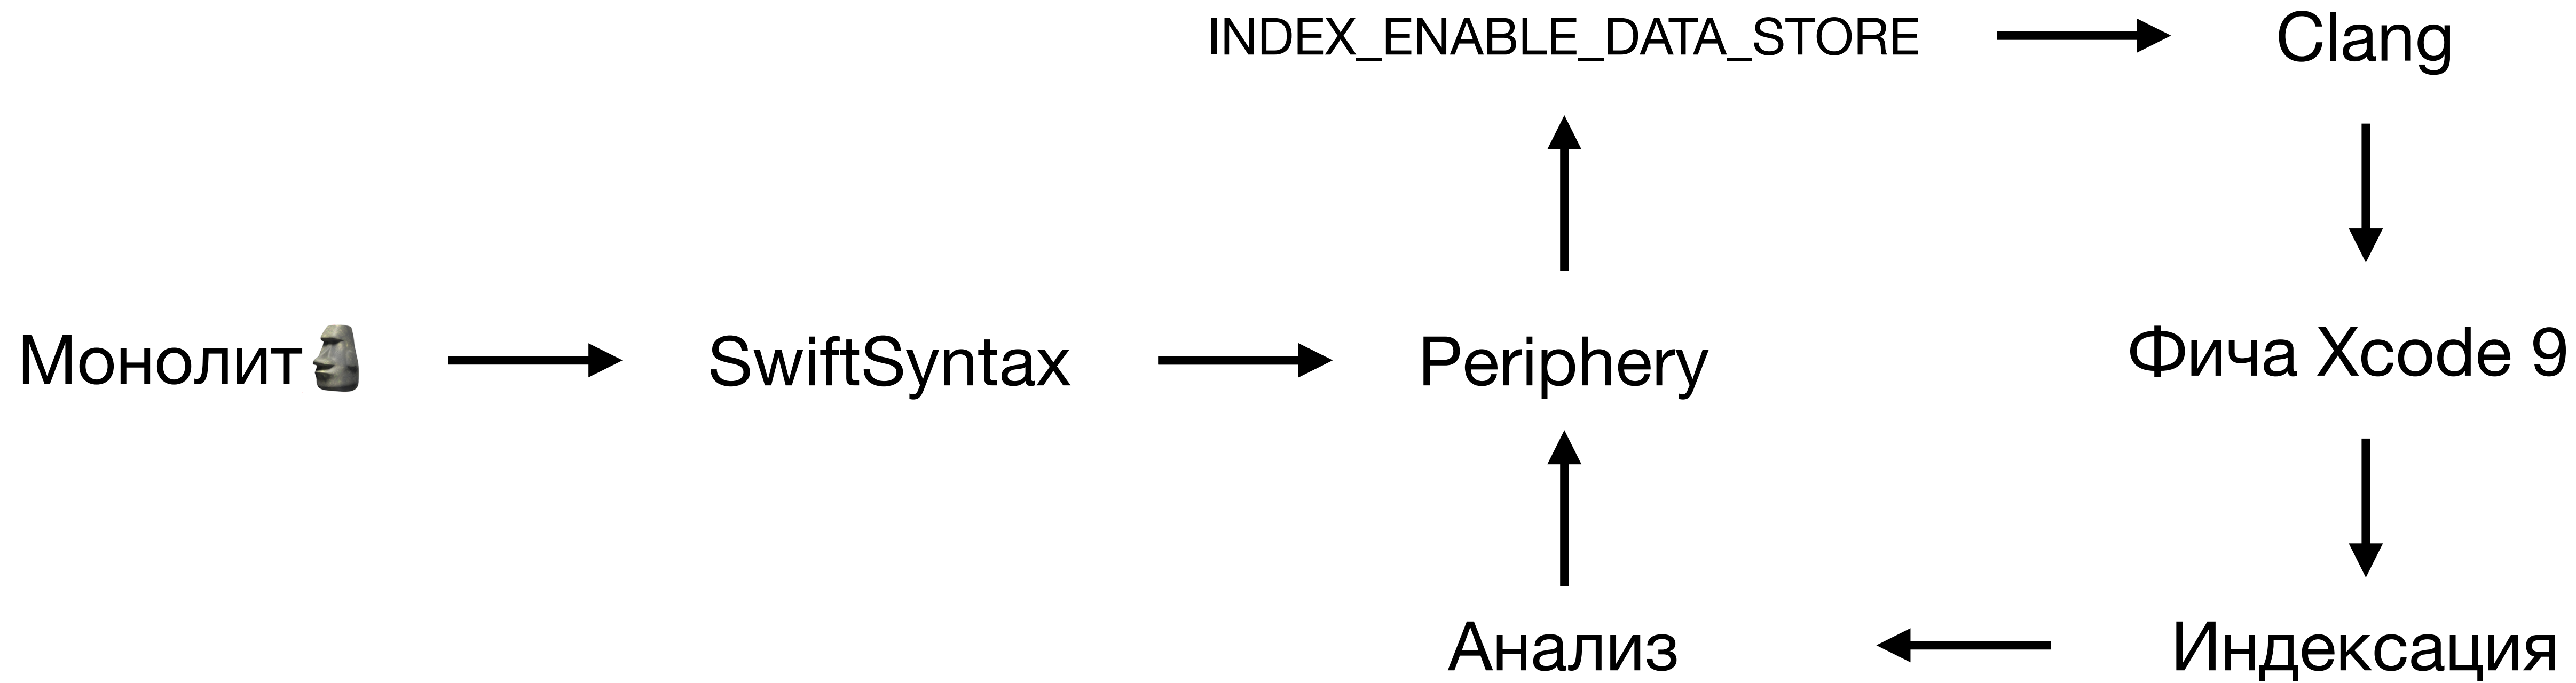 INDEX_ENABLE_DATA_STORE
Clang
Монолит🗿
SwiftSyntax
Periphery
Фича Xcode 9
Анализ
Индексация